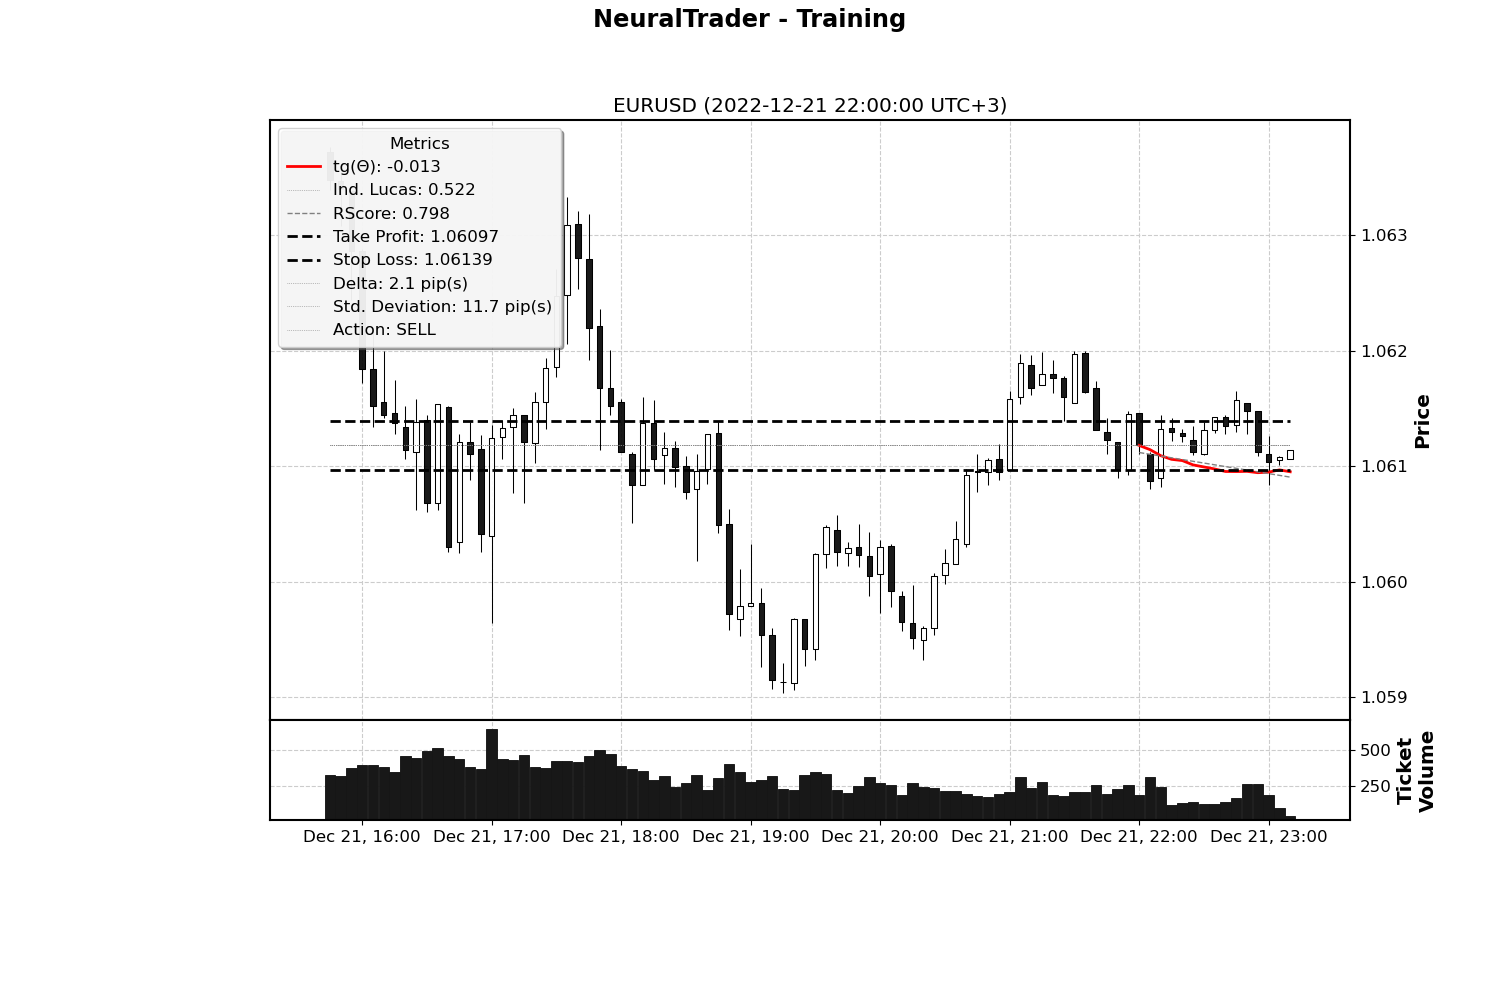 NeuralTrader - Training
EURUSD (2022-12-21 22:00:00 UTC+3)
Metrics
tg(Θ): -0.013
Ind. Lucas: 0.522
RScore: 0.798
Take Profit: 1.06097
Stop Loss: 1.06139
Delta: 2.1 pip(s)
Std. Deviation: 11.7 pip(s)
Action: SELL
1.063
1.062
1.061
1.060
1.059
Price
500
250
Ticket
Volume
Dec 21, 16:00
Dec 21, 17:00
Dec 21, 18:00
Dec 21, 19:00
Dec 21, 20:00
Dec 21, 21:00
Dec 21, 22:00
Dec 21, 23:00